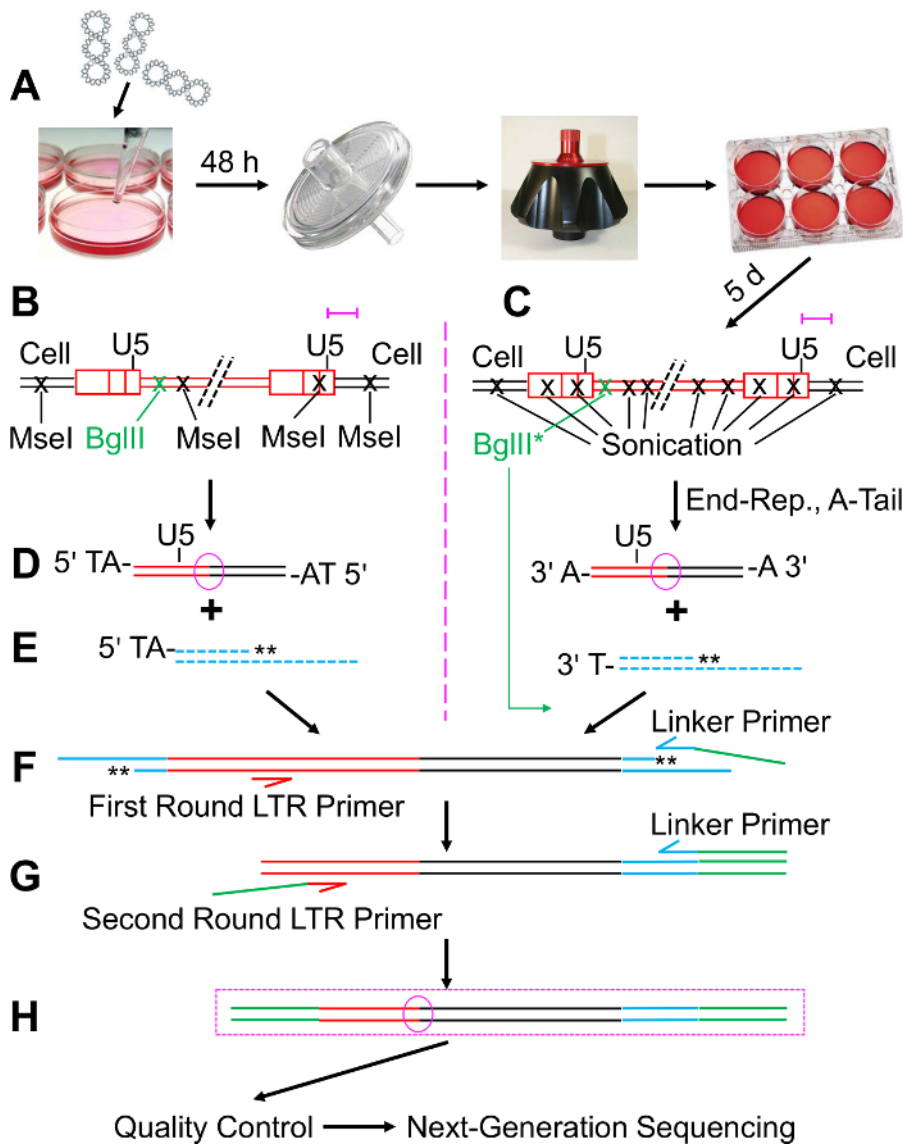 A
48 h
5 d
B
C
U5
U5
U5
U5
Cell
Cell
Cell
Cell
MseI
BglII
MseI
MseI
MseI
BglII*
Sonication
End-Rep., A-Tail
D
U5
5' TA-
-AT 5'
U5
3' A-
-A 3'
+
+
E
5' TA-
**
3' T-
**
Linker Primer
F
**
**
First Round LTR Primer
Linker Primer
G
Second Round LTR Primer
H
Quality Control
Next-Generation Sequencing